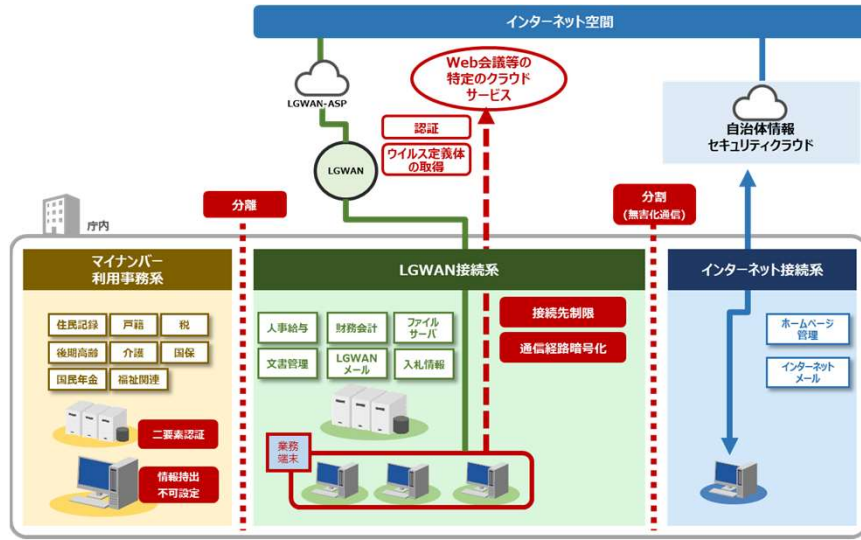 インターネット空間
LGWAN-ASP
Web会議等の
特定のクラウド
サービス
認証
ウイルス定義体
の取得
LGWAN
自治体情報
セキュリティクラウド
庁内
分離
分割
(無害化通信)
マイナンバー
利用事務系
住民記録
戸籍
税
後期高齢
介護
国保
国民年金
福祉関連
二要素認証
情報持出
不可設定
LGWAN接続系
人事給与
財務会計
ファイル
サーバ
文書管理
LGWAN
メール
入札情報
接続先制限
通信経路暗号化
業務
端末
インターネット接続系
ホームページ
管理
インターネット
メール